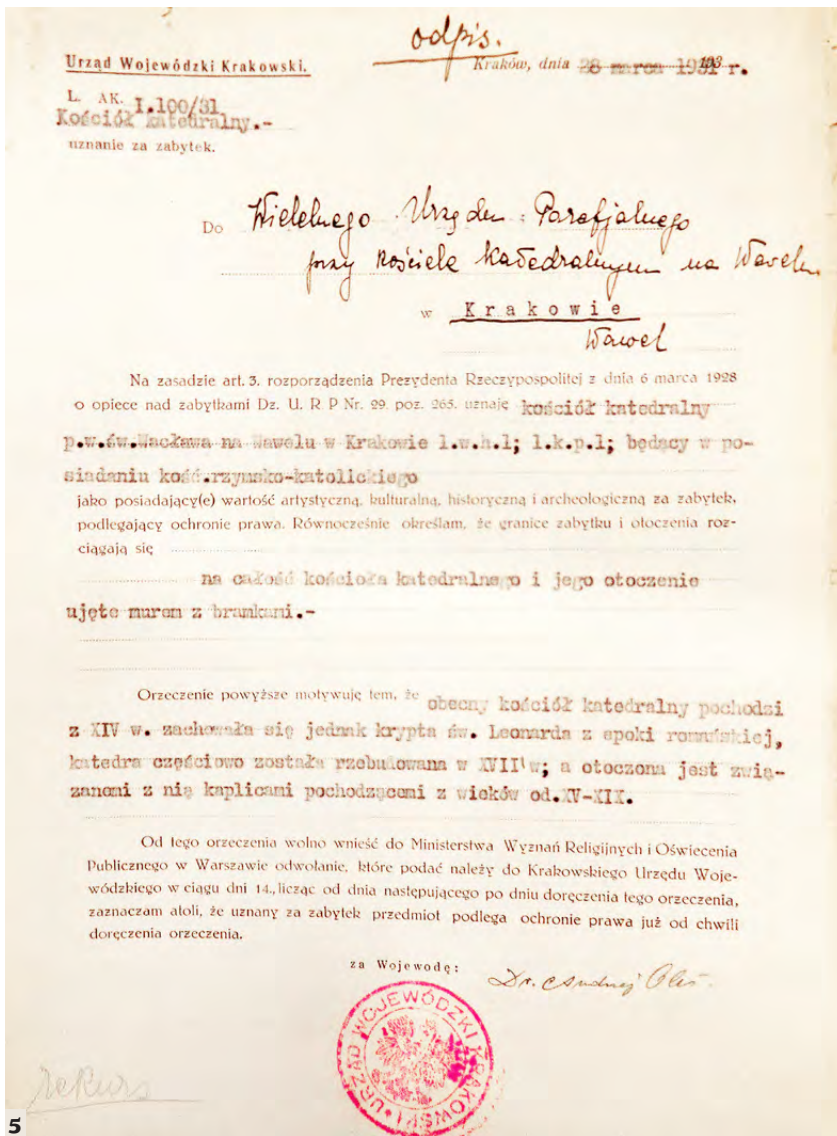 odpis.
Urząd Wojewódzki Krakowski.
Kraków, dnia 28 marca 1931 r.
L. AK. I.100/31
Kościół katedralny.-
uznanie za zabytek.
Do Wielebnego Urzędu Parafjalnego
przy Kościele Katedralnym na Wawelu
w Krakowie
Wawel
Na zasadzie art. 3. rozporządzenia Prezydenta Rzeczypospolitej z dnia 6 marca 1928
o opiece nad zabytkami Dz. U. R P Nr. 29. poz. 265. uznaję kościół katedralny
p.w.św.Wacława na Wawelu w Krakowie l.w.h.1; l.k.p.1; będący w po-
siadaniu kość.rzymsko-katolickiego
jako posiadający(e) wartość artystyczną, kulturalną, historyczną i archeologiczną za zabytek,
podlegający ochronie prawa. Równocześnie określam, że granice zabytku i otoczenia roz-
ciągają się
na całość kościoła katedralnego i jego otoczenie
ujęte murem z bramkami.-
Orzeczenie powyższe motywuję tem, że obecny kościół katedralny pochodzi
z XIV w. zachowała się jednak krypta św. Leonarda z epoki romańskiej,
katedra częściowo została rzebudowana w XVII w; a otoczona jest zwią-
zanemi z nią kaplicami pochodzącemi z wieków od.XV-XIX.
Od tego orzeczenia wolno wnieść do Ministerstwa Wyznań Religijnych i Oświecenia
Publicznego w Warszawie odwołanie, które podać należy do Krakowskiego Urzędu Woje-
wódzkiego w ciągu dni 14., licząc od dnia następującego po dniu doręczenia tego orzeczenia,
zaznaczam atoli, że uznany za zabytek przedmiot podlega ochronie prawa już od chwili
doręczenia orzeczenia.
za Wojewodę:
Dr. Andrzej Oleś
URZĄD WOJEWÓDZKI KRAKOWSKI
rekurs
5